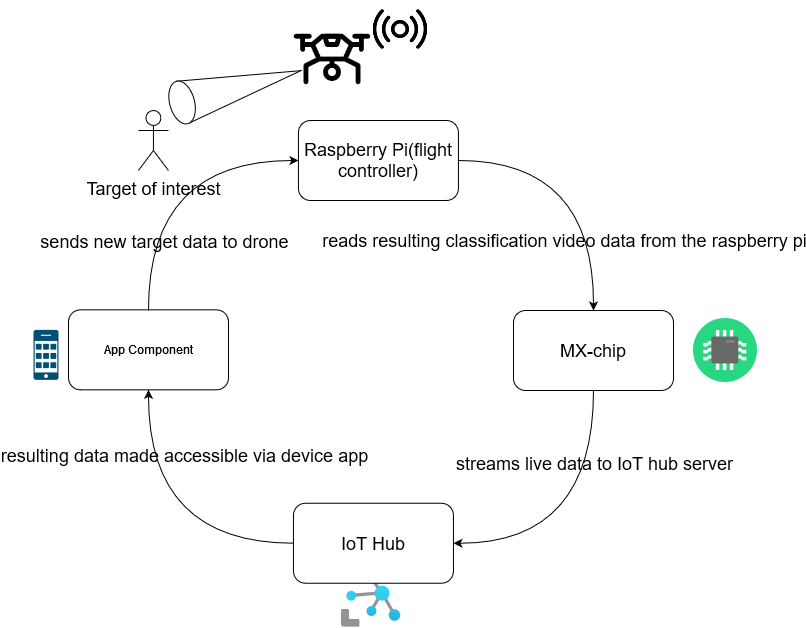 Raspberry Pi(flight
controller)
Target of interest
sends new target data to drone
reads resulting classification video data from the raspberry pi
App Component
MX-chip
resulting data made accessible via device app
streams live data to IoT hub server
IoT Hub